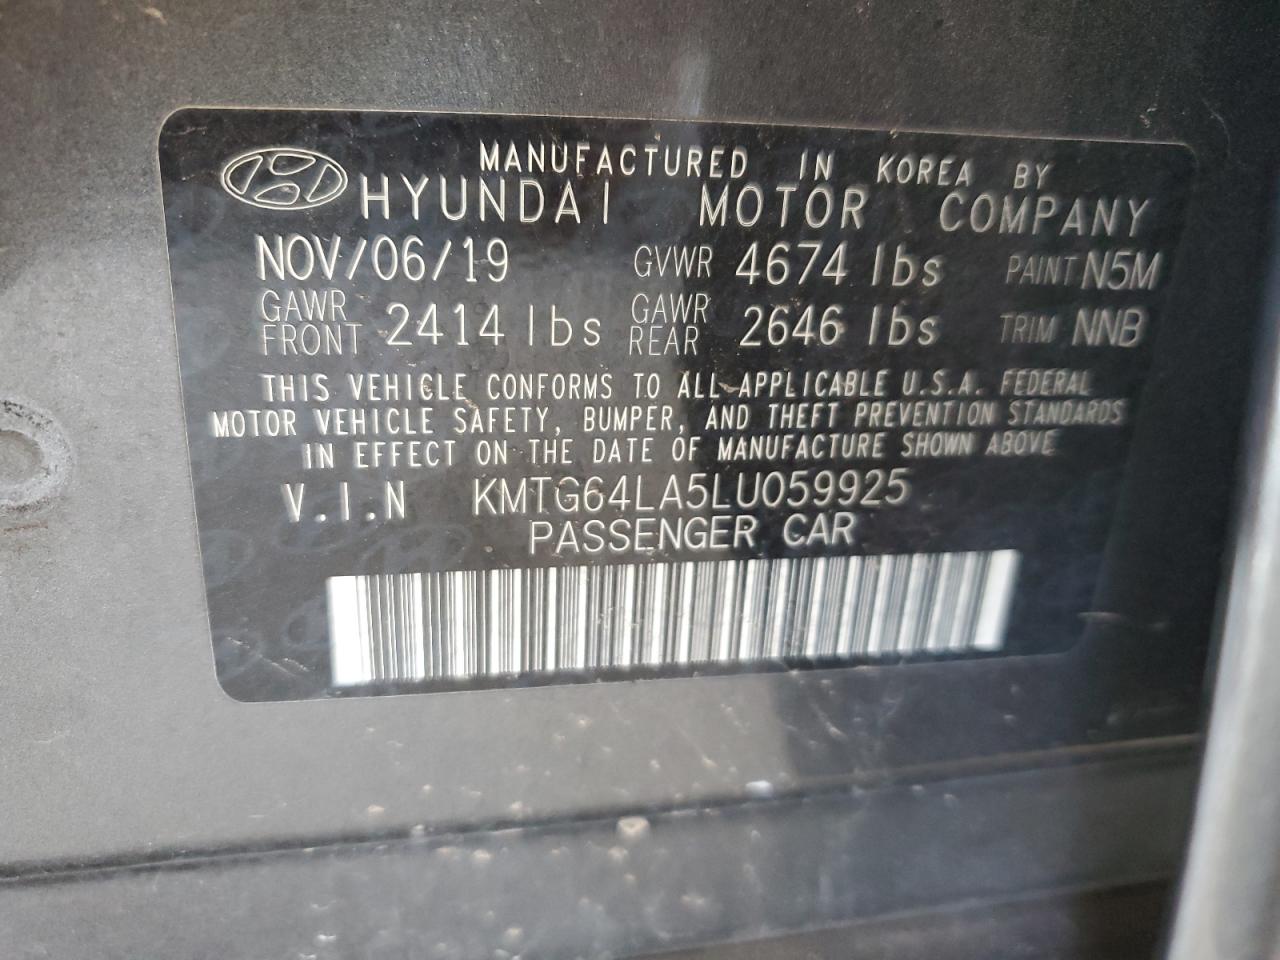 MANUFACTURED IN KOREA BY
HYUNDAI MOTOR COMPANY
NOV/06/19 GVWR 4674 lbs PAINT N5M
GAWR FRONT 2414 lbs GAWR REAR 2646 lbs TRIM NNB
THIS VEHICLE CONFORMS TO ALL APPLICABLE U.S.A. FEDERAL
MOTOR VEHICLE SAFETY, BUMPER, AND THEFT PREVENTION STANDARDS
IN EFFECT ON THE DATE OF MANUFACTURE SHOWN ABOVE
V.I.N KMTG64LA5LU059925
PASSENGER CAR